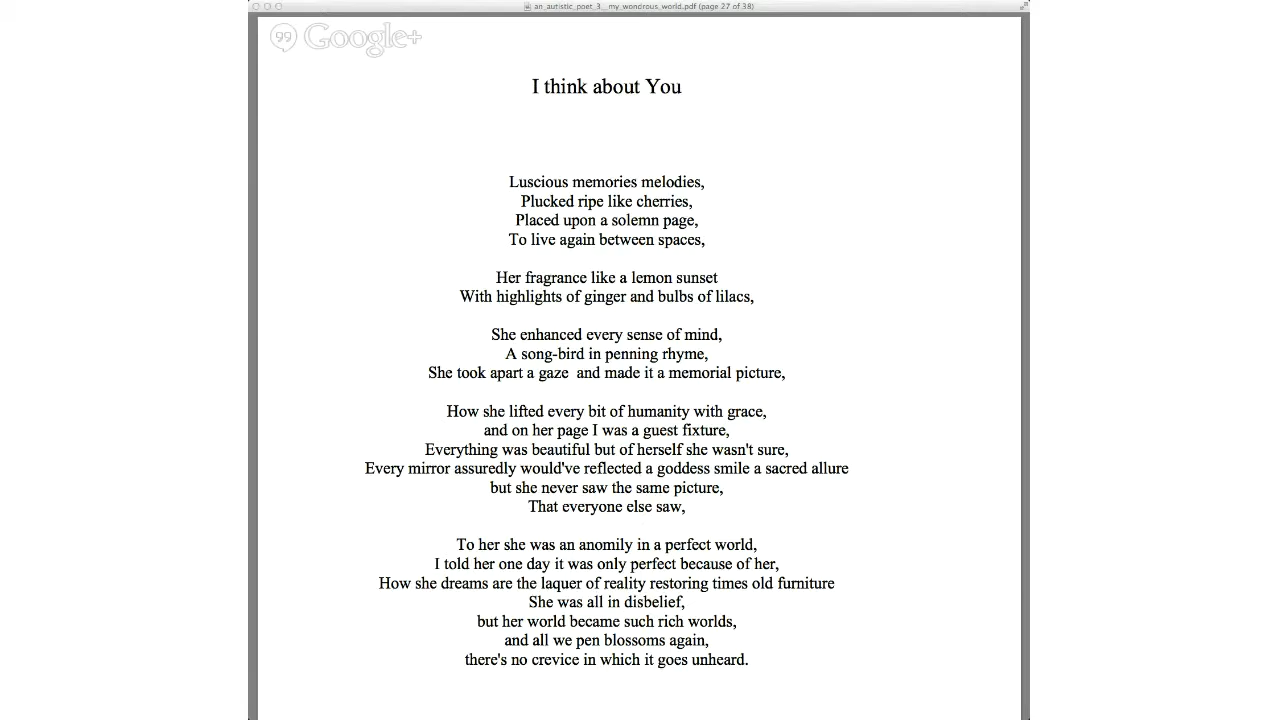 an_autistic_poet_3__my_wondrous_world.pdf (page 27 of 38)
Google+
I think about You
Luscious memories melodies,
Plucked ripe like cherries,
Placed upon a solemn page,
To live again between spaces,
Her fragrance like a lemon sunset
With highlights of ginger and bulbs of lilacs,
She enhanced every sense of mind,
A song-bird in penning rhyme,
She took apart a gaze  and made it a memorial picture,
How she lifted every bit of humanity with grace,
and on her page I was a guest fixture,
Everything was beautiful but of herself she wasn't sure,
Every mirror assuredly would've reflected a goddess smile a sacred allure
but she never saw the same picture,
That everyone else saw,
To her she was an anomily in a perfect world,
I told her one day it was only perfect because of her,
How she dreams are the laquer of reality restoring times old furniture
She was all in disbelief,
but her world became such rich worlds,
and all we pen blossoms again,
there's no crevice in which it goes unheard.